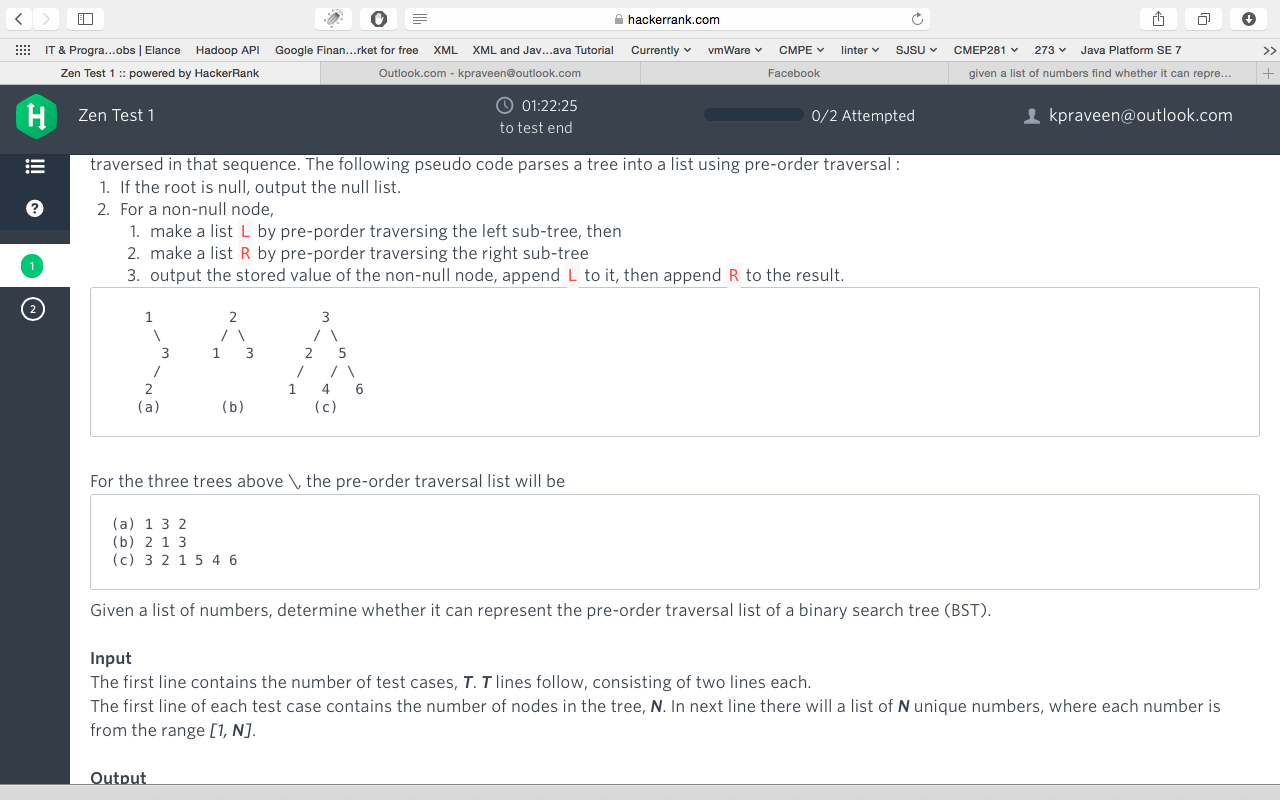 hackerrank.com
IT & Progra...obs | Elance Hadoop API Google Finan...rket for free XML XML and Jav...ava Tutorial Currently vmWare CMPE linter SJSU CMEP281 273 Java Platform SE 7 >>
Zen Test 1 :: powered by HackerRank Outlook.com - kpraveen@outlook.com Facebook given a list of numbers find whether it can repre... +
H Zen Test 1 01:22:25 0/2 Attempted kpraveen@outlook.com
to test end
traversed in that sequence. The following pseudo code parses a tree into a list using pre-order traversal :
1. If the root is null, output the null list.
? 2. For a non-null node,
1. make a list L by pre-porder traversing the left sub-tree, then
2. make a list R by pre-porder traversing the right sub-tree
1 3. output the stored value of the non-null node, append L to it, then append R to the result.
2
1 2 3
\ / \ / \
3 1 3 2 5
/ / / \
2 1 4 6
(a) (b) (c)
For the three trees above \, the pre-order traversal list will be
(a) 1 3 2
(b) 2 1 3
(c) 3 2 1 5 4 6
Given a list of numbers, determine whether it can represent the pre-order traversal list of a binary search tree (BST).
Input
The first line contains the number of test cases, T. T lines follow, consisting of two lines each.
The first line of each test case contains the number of nodes in the tree, N. In next line there will a list of N unique numbers, where each number is
from the range [1, N].
Output